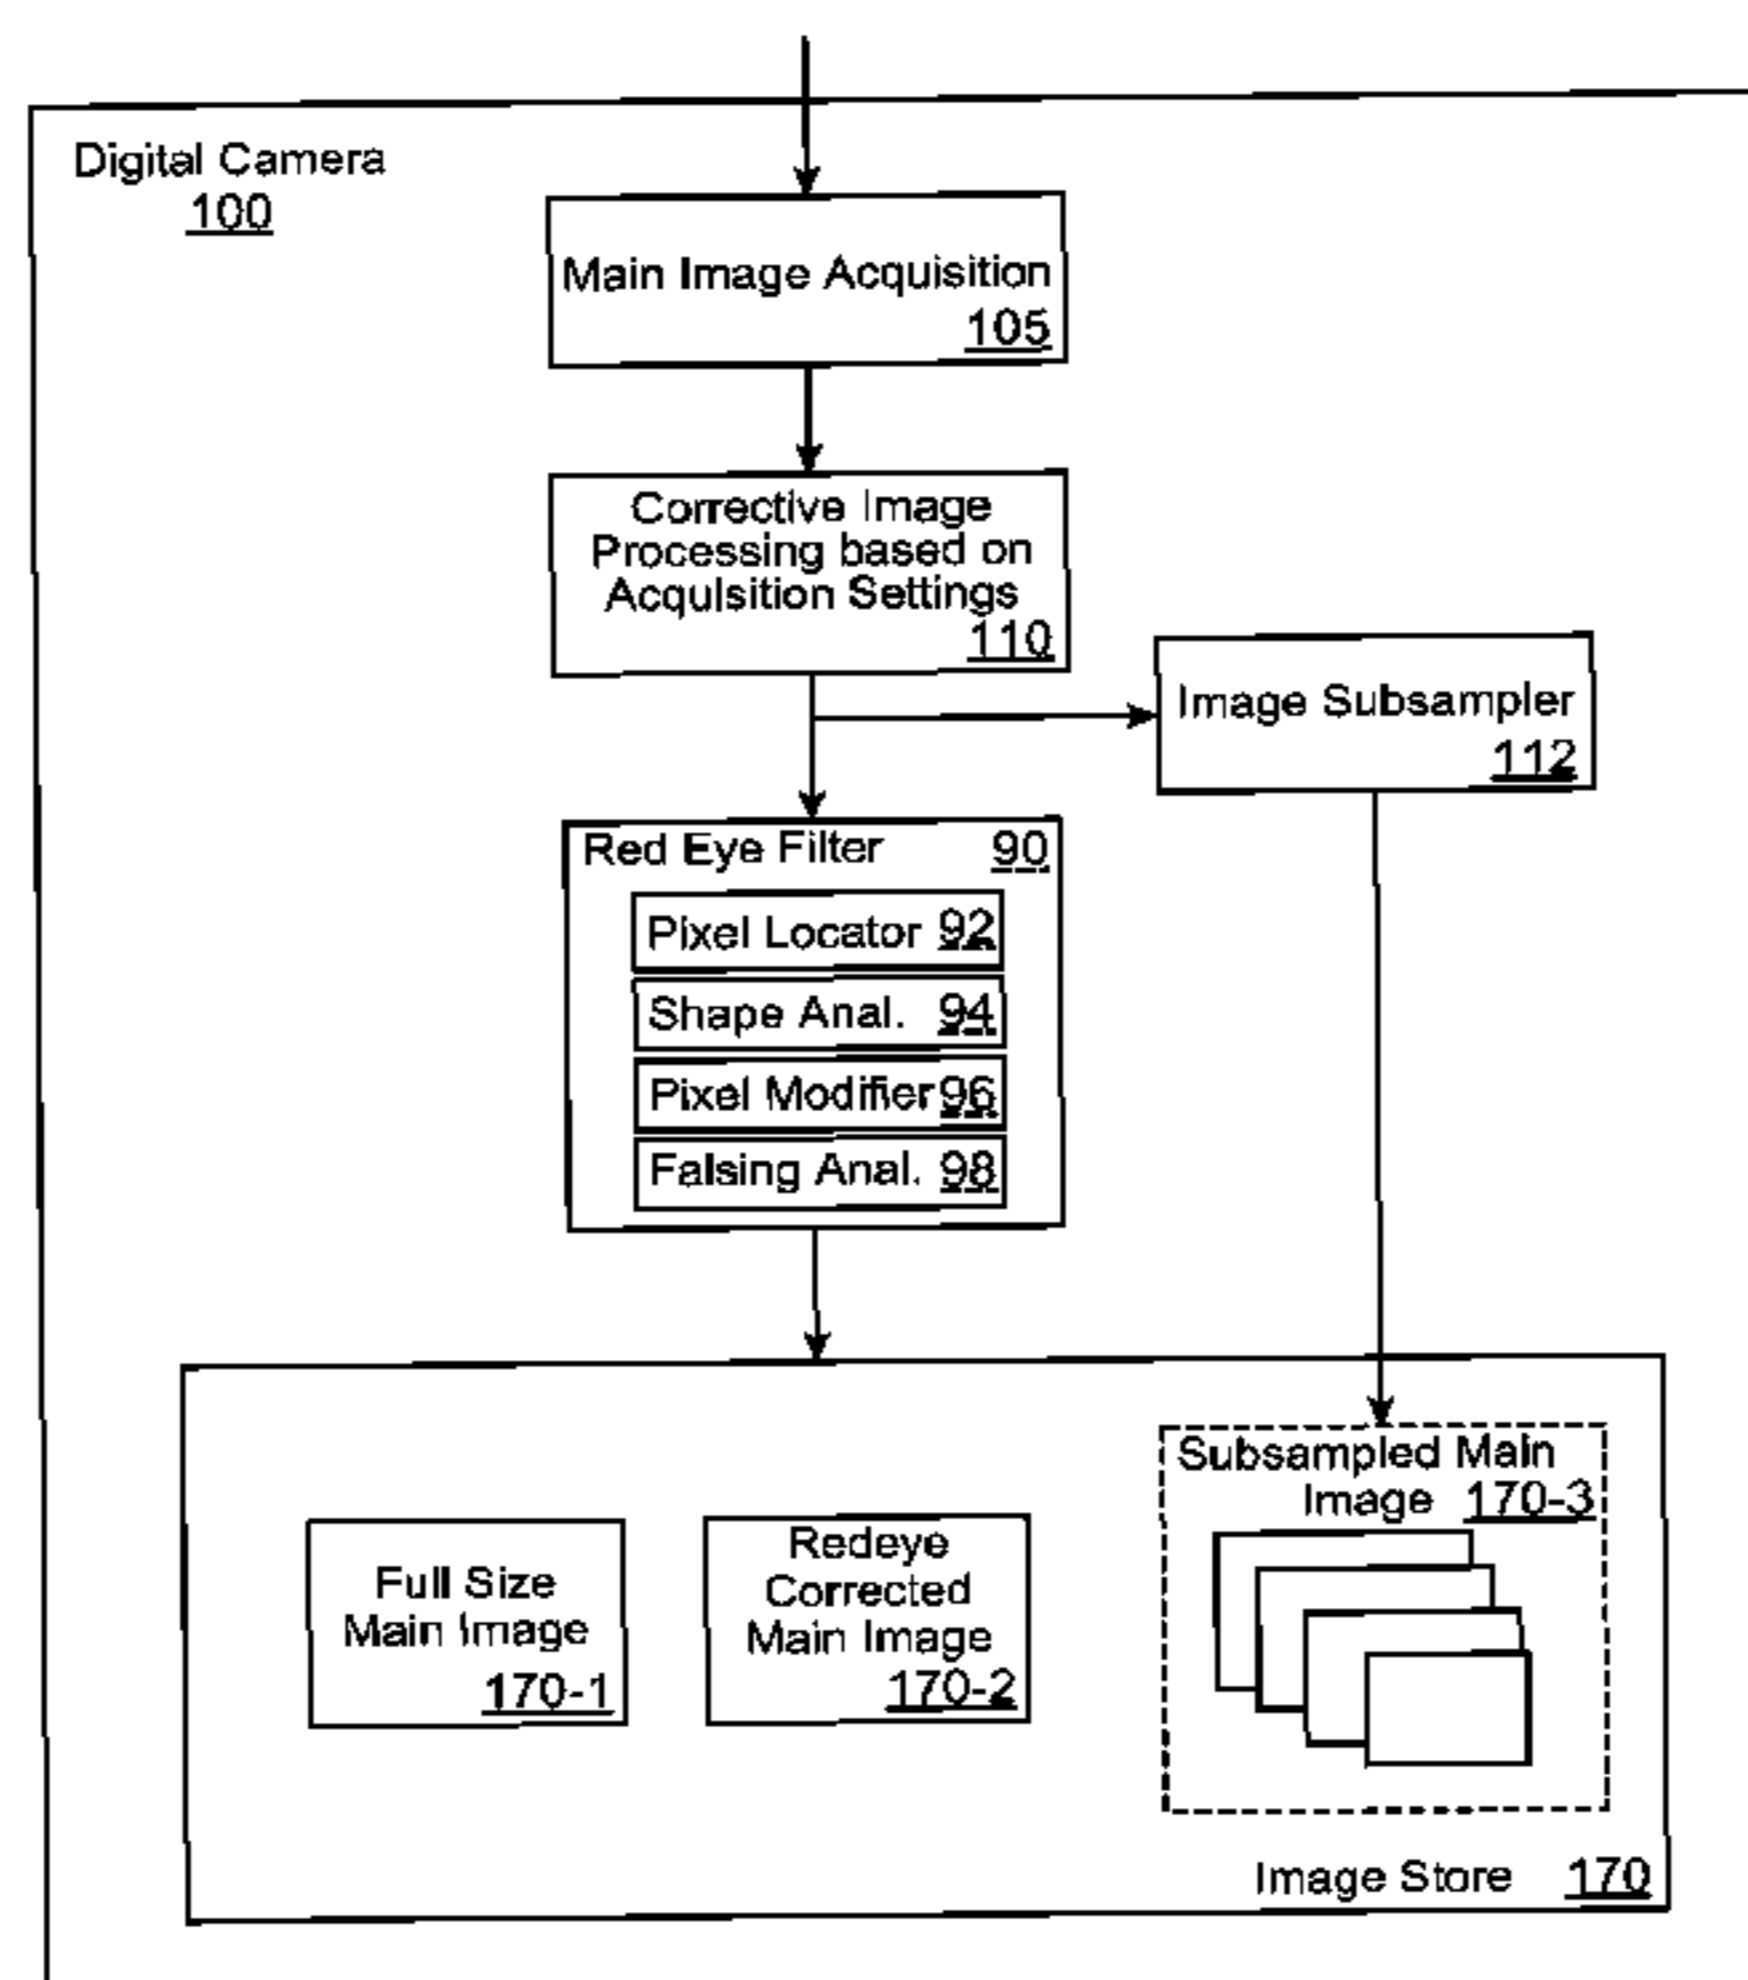 Digital Camera
100
Main Image Acquisition
105
Corrective Image
Processing based on
Acquisition Settings
110
Image Subsampler
112
Red Eye Filter 90
Pixel Locator 92
Shape Anal. 94
Pixel Modifier 96
Falsing Anal. 98
Full Size
Main Image
170-1
Redeye
Corrected
Main Image
170-2
Subsampled Main
Image 170-3
Image Store 170